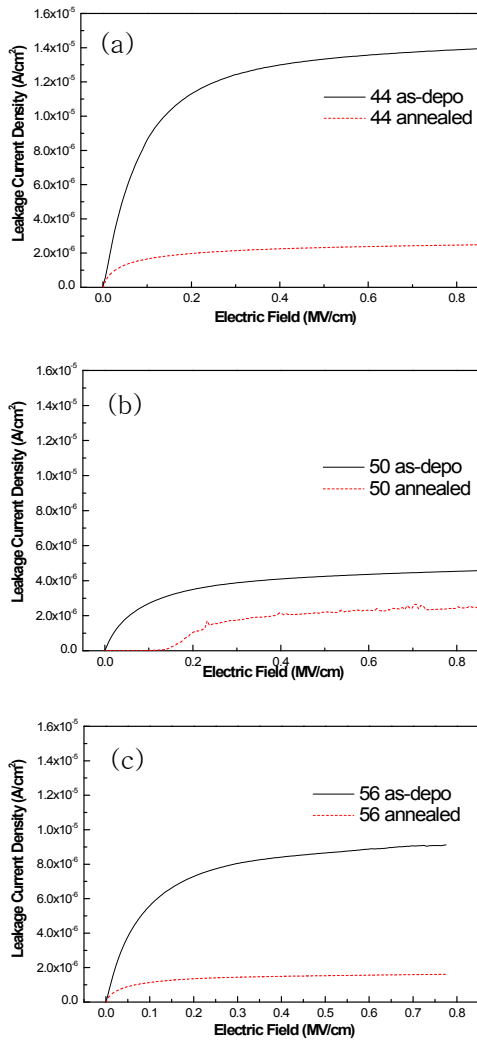 (a)
44 as-depo
44 annealed
Leakage Current Density (A/cm²)
1.6x10⁻⁵
1.4x10⁻⁵
1.2x10⁻⁵
1.0x10⁻⁵
8.0x10⁻⁶
6.0x10⁻⁶
4.0x10⁻⁶
2.0x10⁻⁶
0.0
0.0 0.2 0.4 0.6 0.8
Electric Field (MV/cm)
(b)
50 as-depo
50 annealed
Leakage Current Density (A/cm²)
1.6x10⁻⁵
1.4x10⁻⁵
1.2x10⁻⁵
1.0x10⁻⁵
8.0x10⁻⁶
6.0x10⁻⁶
4.0x10⁻⁶
2.0x10⁻⁶
0.0
0.0 0.2 0.4 0.6 0.8
Electric Field (MV/cm)
(c)
56 as-depo
56 annealed
Leakage Current Density (A/cm²)
1.6x10⁻⁵
1.4x10⁻⁵
1.2x10⁻⁵
1.0x10⁻⁵
8.0x10⁻⁶
6.0x10⁻⁶
4.0x10⁻⁶
2.0x10⁻⁶
0.0
0.0 0.1 0.2 0.3 0.4 0.5 0.6 0.7 0.8
Electric Field (MV/cm)